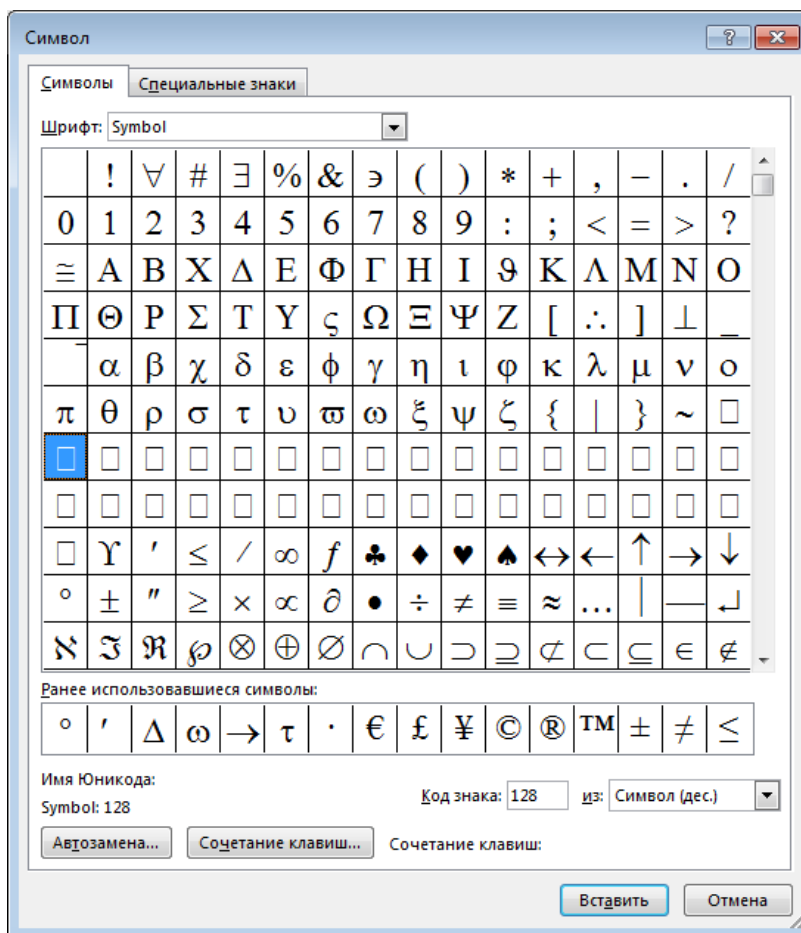 Символ
Символы Специальные знаки
Шрифт: Symbol
! ∀ # ∃ % & ϶ ( ) * + , − . /
0 1 2 3 4 5 6 7 8 9 : ; < = > ?
≅ Α Β Χ Δ Ε Φ Γ Η Ι ϑ Κ Λ Μ Ν Ο
Π Θ Ρ Σ Τ Υ ς Ω Ξ Ψ Ζ [ ∴ ] ⊥ _
‾ α β χ δ ε ϕ γ η ι φ κ λ μ ν ο
π θ ρ σ τ υ ϖ ω ξ ψ ζ { | } ~ □
□ □ □ □ □ □ □ □ □ □ □ □ □ □ □ □
□ □ □ □ □ □ □ □ □ □ □ □ □ □ □ □
□ ϒ ′ ≤ ⁄ ∞ ƒ ♣ ♦ ♥ ♠ ↔ ← ↑ → ↓
° ± ″ ≥ × ∝ ∂ • ÷ ≠ ≡ ≈ … | — ↵
ℵ ℑ ℜ ℘ ⊗ ⊕ ∅ ∩ ∪ ⊃ ⊇ ⊄ ⊂ ⊆ ∈ ∉
Ранее использовавшиеся символы:
° ′ Δ ω → τ · € £ ¥ © ® ™ ± ≠ ≤
Имя Юникода:
Symbol: 128
Код знака: 128 из: Символ (дес.)
Автозамена... Сочетание клавиш... Сочетание клавиш:
Вставить Отмена